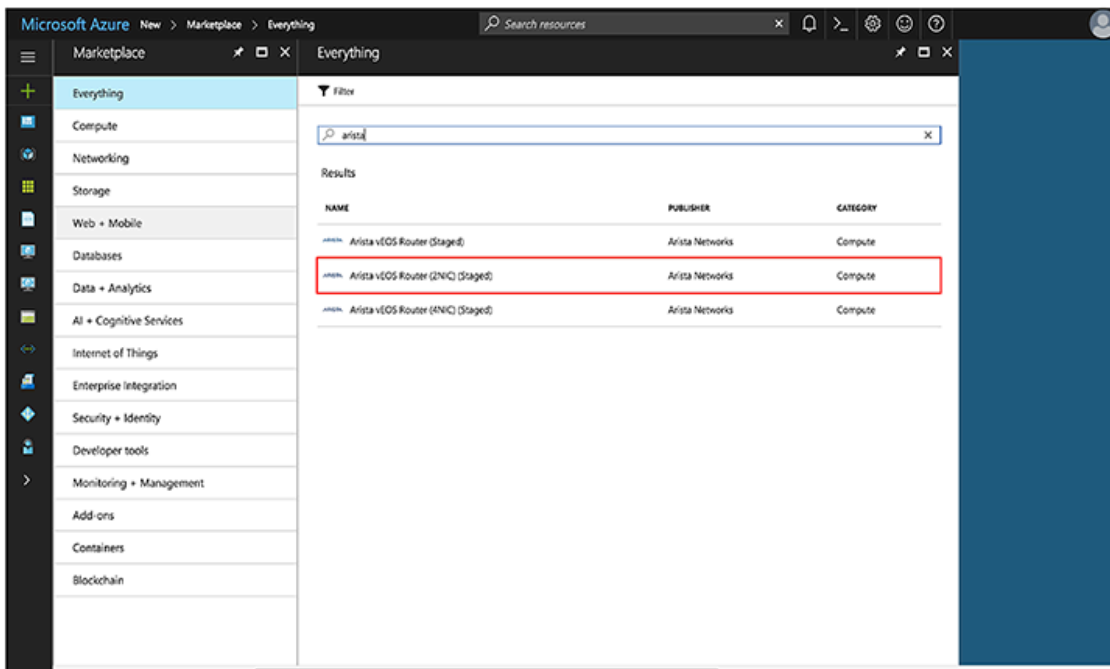 Microsoft Azure New > Marketplace > Everything
Search resources
Marketplace
Everything
Everything
Compute
Networking
Storage
Web + Mobile
Databases
Data + Analytics
AI + Cognitive Services
Internet of Things
Enterprise Integration
Security + Identity
Developer tools
Monitoring + Management
Add-ons
Containers
Blockchain
Filter
arista
Results
NAME PUBLISHER CATEGORY
ARISTA Arista vEOS Router (Staged) Arista Networks Compute
ARISTA Arista vEOS Router (2NIC) (Staged) Arista Networks Compute
ARISTA Arista vEOS Router (4NIC) (Staged) Arista Networks Compute